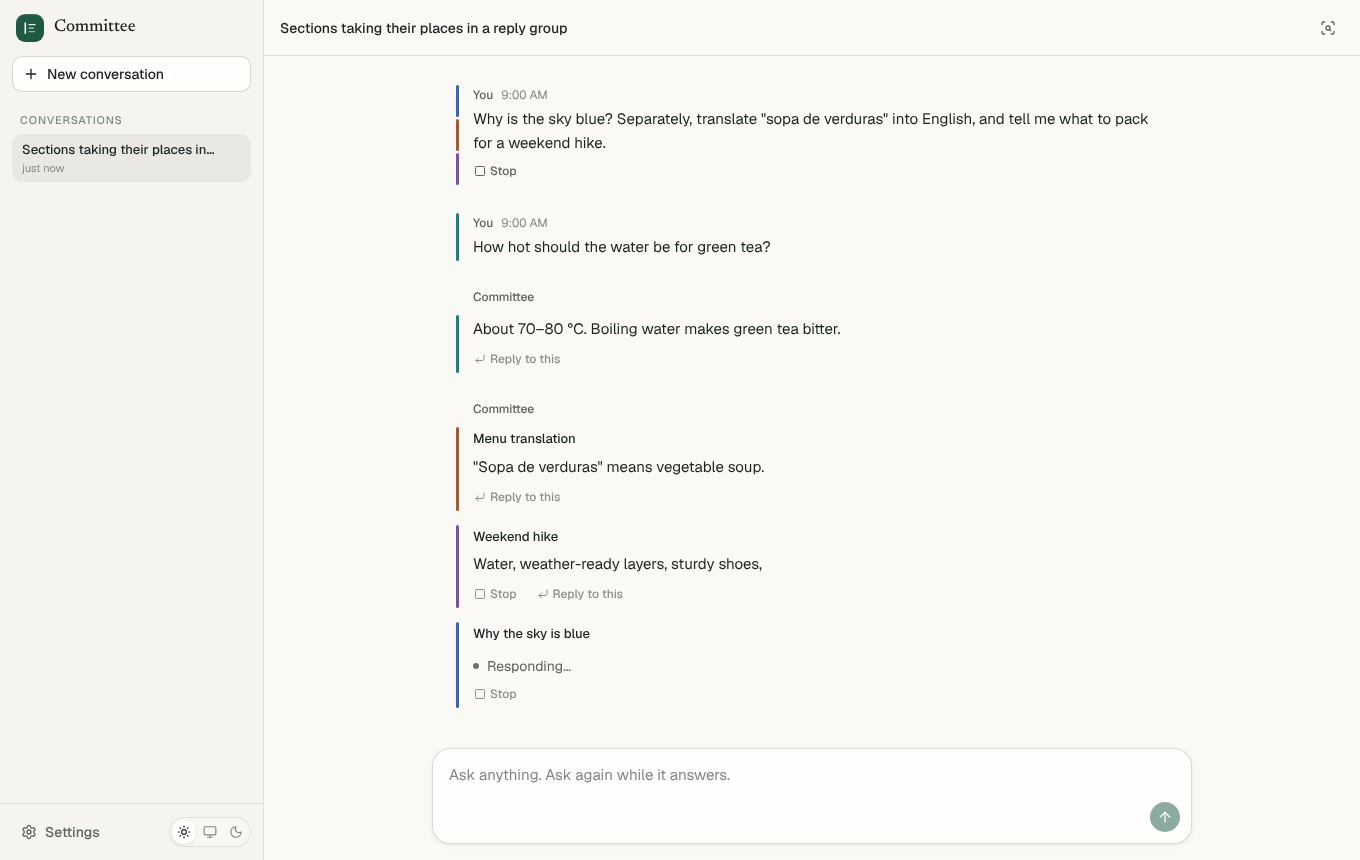 Committee
New conversation
CONVERSATIONS
Sections taking their places in…
just now
Settings
Sections taking their places in a reply group
You 9:00 AM
Why is the sky blue? Separately, translate "sopa de verduras" into English, and tell me what to pack
for a weekend hike.
Stop
You 9:00 AM
How hot should the water be for green tea?
Committee
About 70–80 °C. Boiling water makes green tea bitter.
Reply to this
Committee
Menu translation
"Sopa de verduras" means vegetable soup.
Reply to this
Weekend hike
Water, weather-ready layers, sturdy shoes,
Stop Reply to this
Why the sky is blue
Responding…
Stop
Ask anything. Ask again while it answers.